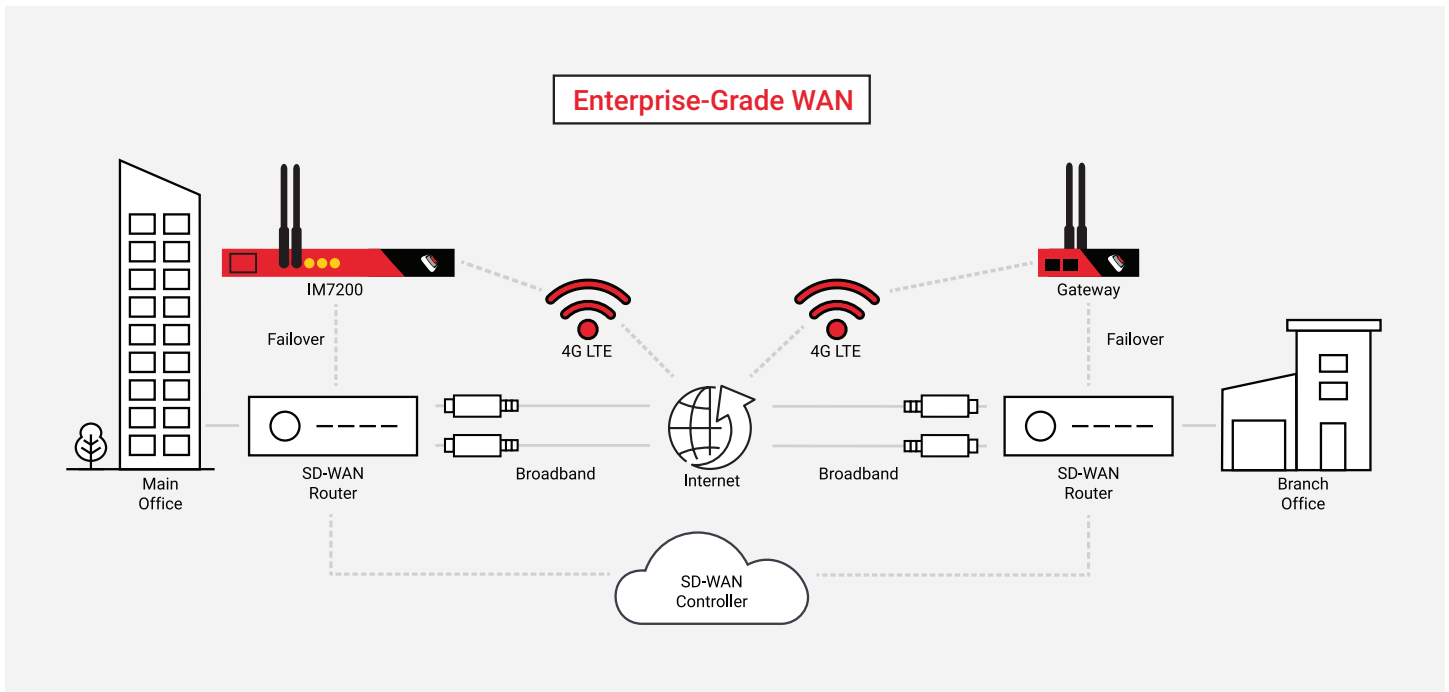 Enterprise-Grade WAN
IM7200
Gateway
4G LTE
4G LTE
Failover
Failover
Main
Office
SD-WAN
Router
Broadband
Internet
Broadband
SD-WAN
Router
Branch
Office
SD-WAN
Controller